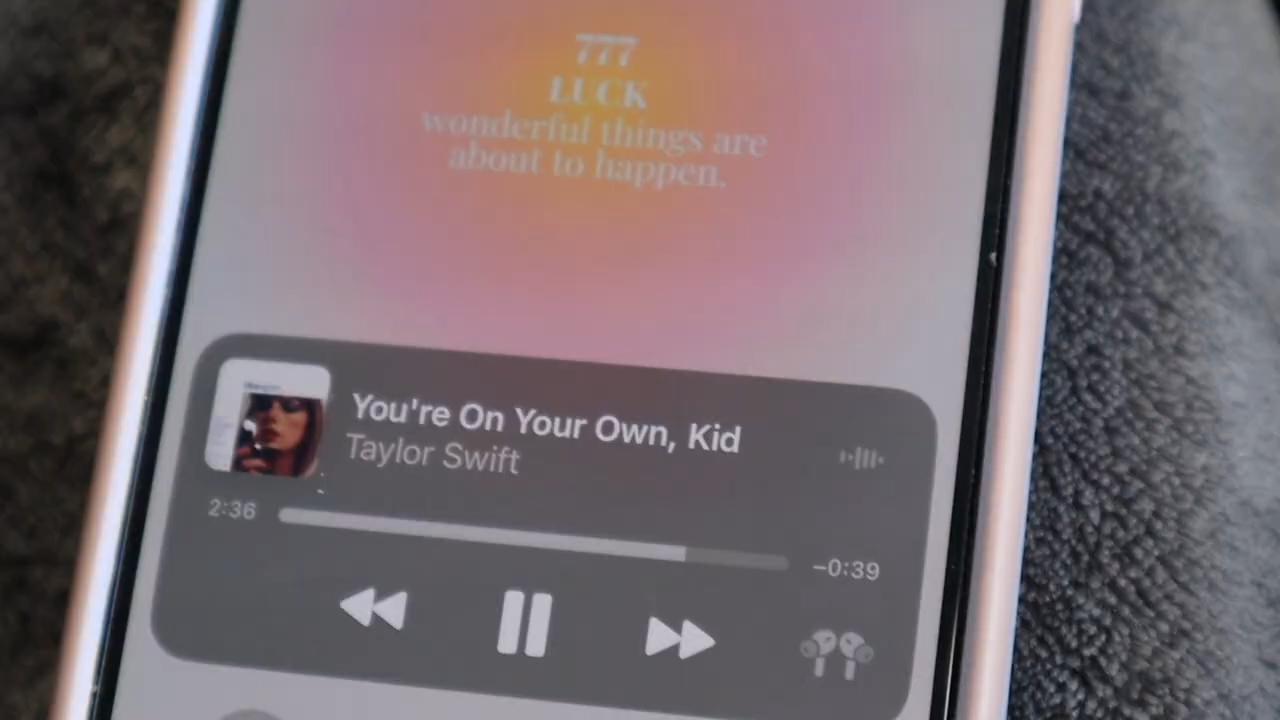 777
LUCK
wonderful things are
about to happen.
You're On Your Own, Kid
Taylor Swift
2:36
-0:39